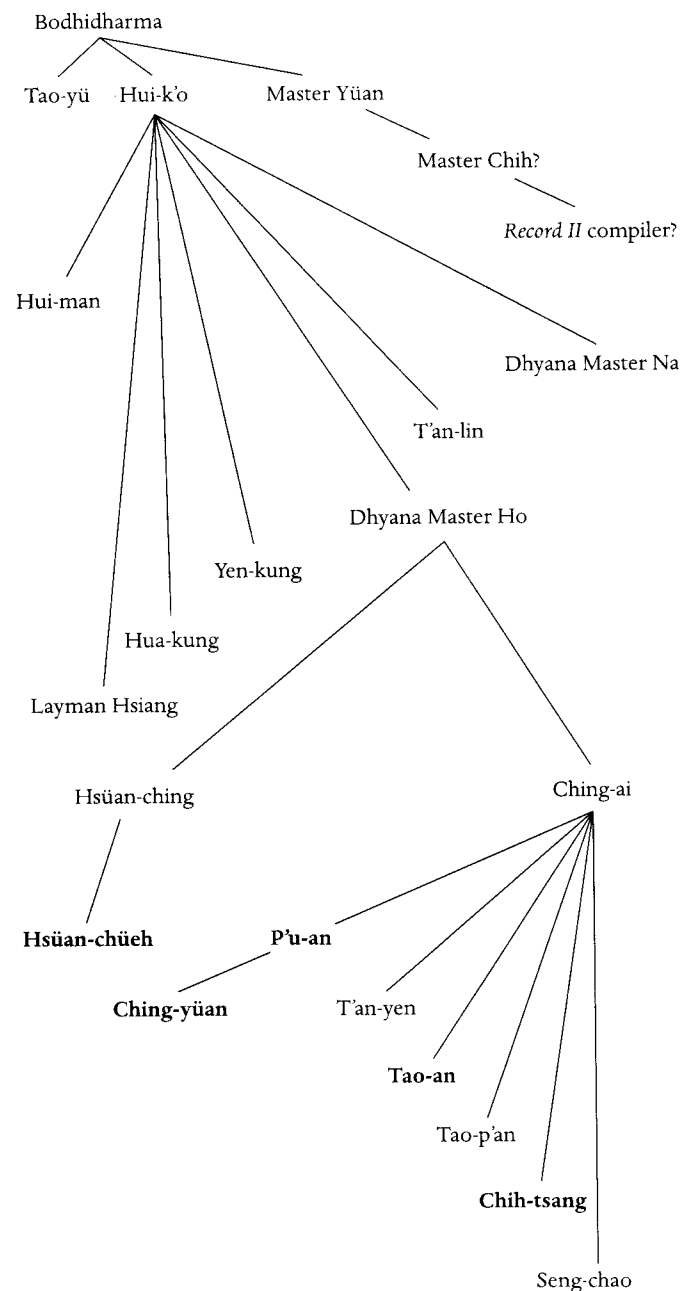 Bodhidharma
Tao-yü Hui-k'o Master Yüan
Master Chih?
Record II compiler?
Hui-man
Dhyana Master Na
T'an-lin
Dhyana Master Ho
Yen-kung
Hua-kung
Layman Hsiang
Hsüan-ching Ching-ai
Hsüan-chüeh P'u-an
Ching-yüan T'an-yen
Tao-an
Tao-p'an
Chih-tsang
Seng-chao